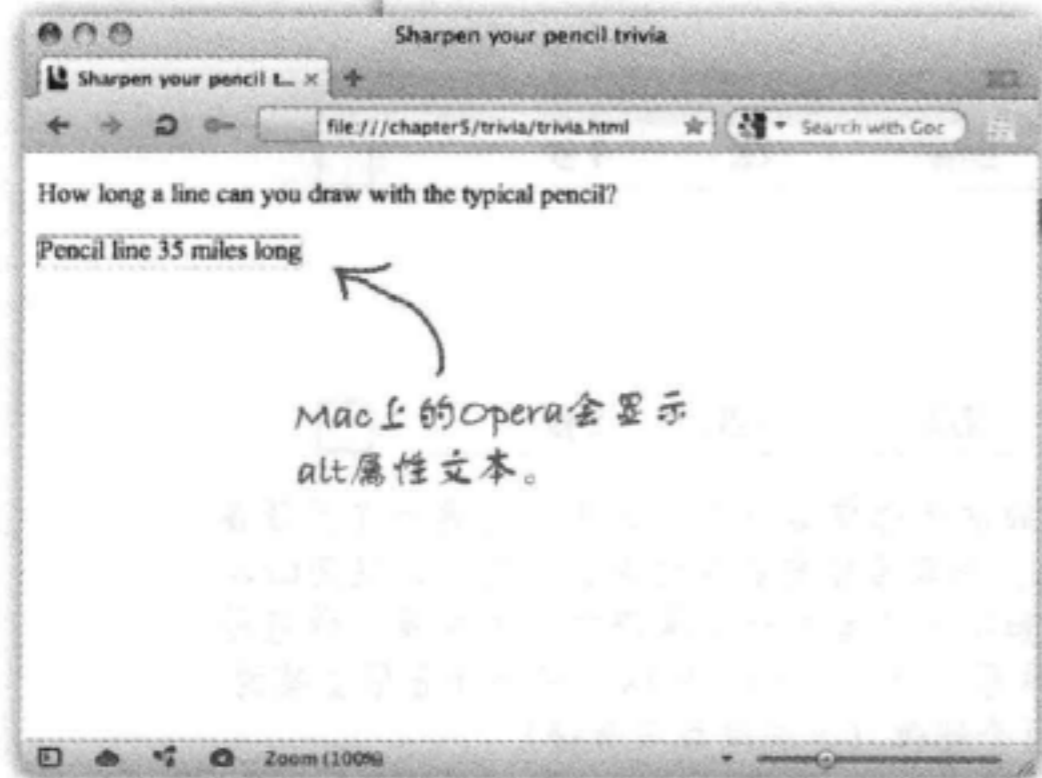 Sharpen your pencil trivia
Sharpen your pencil t...
file:///chapter5/trivia/trivia.html
Search with Goc
How long a line can you draw with the typical pencil?
Pencil line 35 miles long
Mac上的Opera会显示
alt属性文本。
Zoom (100%)